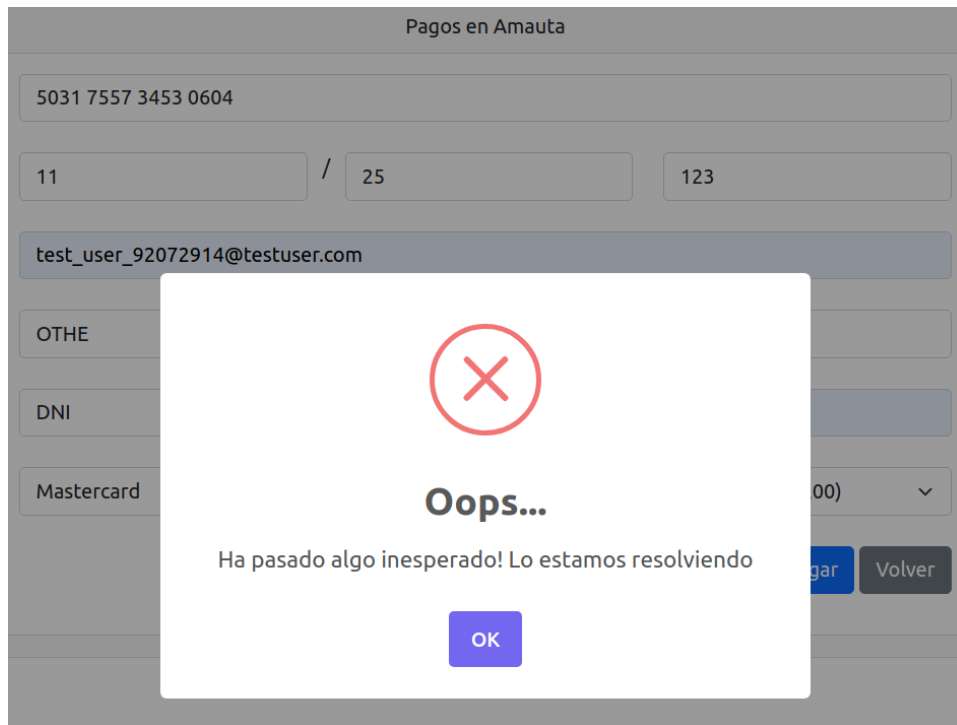 Pagos en Amauta
5031 7557 3453 0604
11 / 25 123
test_user_92072914@testuser.com
OTHE
DNI
Mastercard 00)
Oops...
Ha pasado algo inesperado! Lo estamos resolviendo
gar Volver
OK